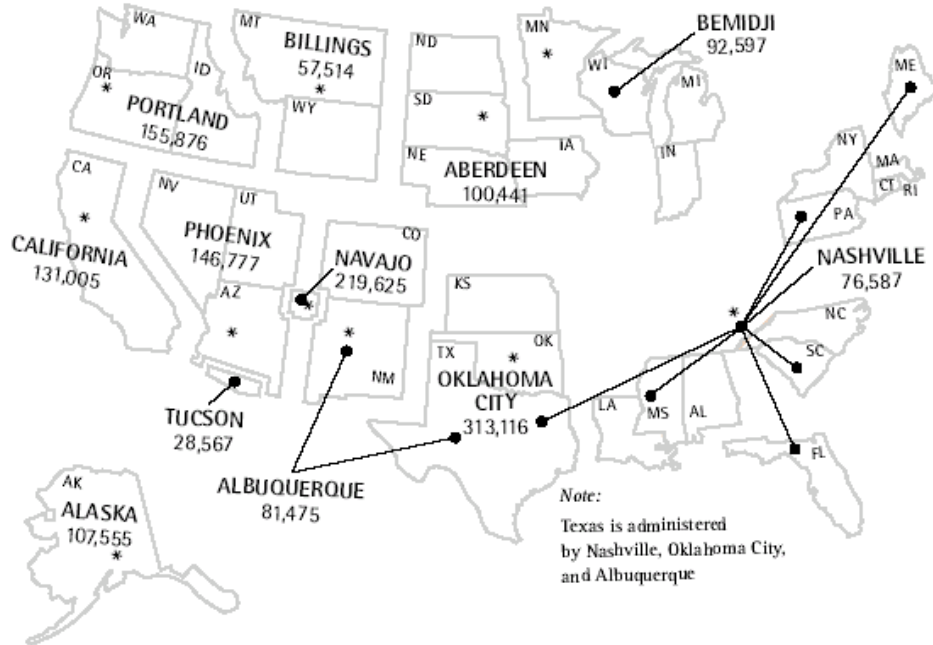 WA
MT
BILLINGS
57,514
ND
MN
BEMIDJI
92,597
OR
ID
WY
SD
WI
MI
ME
PORTLAND
155,876
NE
IA
ABERDEEN
100,441
IN
NY
MA
CT
RI
PA
CA
NV
UT
CO
CALIFORNIA
131,005
PHOENIX
146,777
NAVAJO
219,625
NASHVILLE
76,587
AZ
KS
NC
SC
NM
TX
OK
OKLAHOMA
CITY
313,116
LA
MS
AL
FL
TUCSON
28,567
ALBUQUERQUE
81,475
AK
ALASKA
107,555
Note:
Texas is administered
by Nashville, Oklahoma City,
and Albuquerque